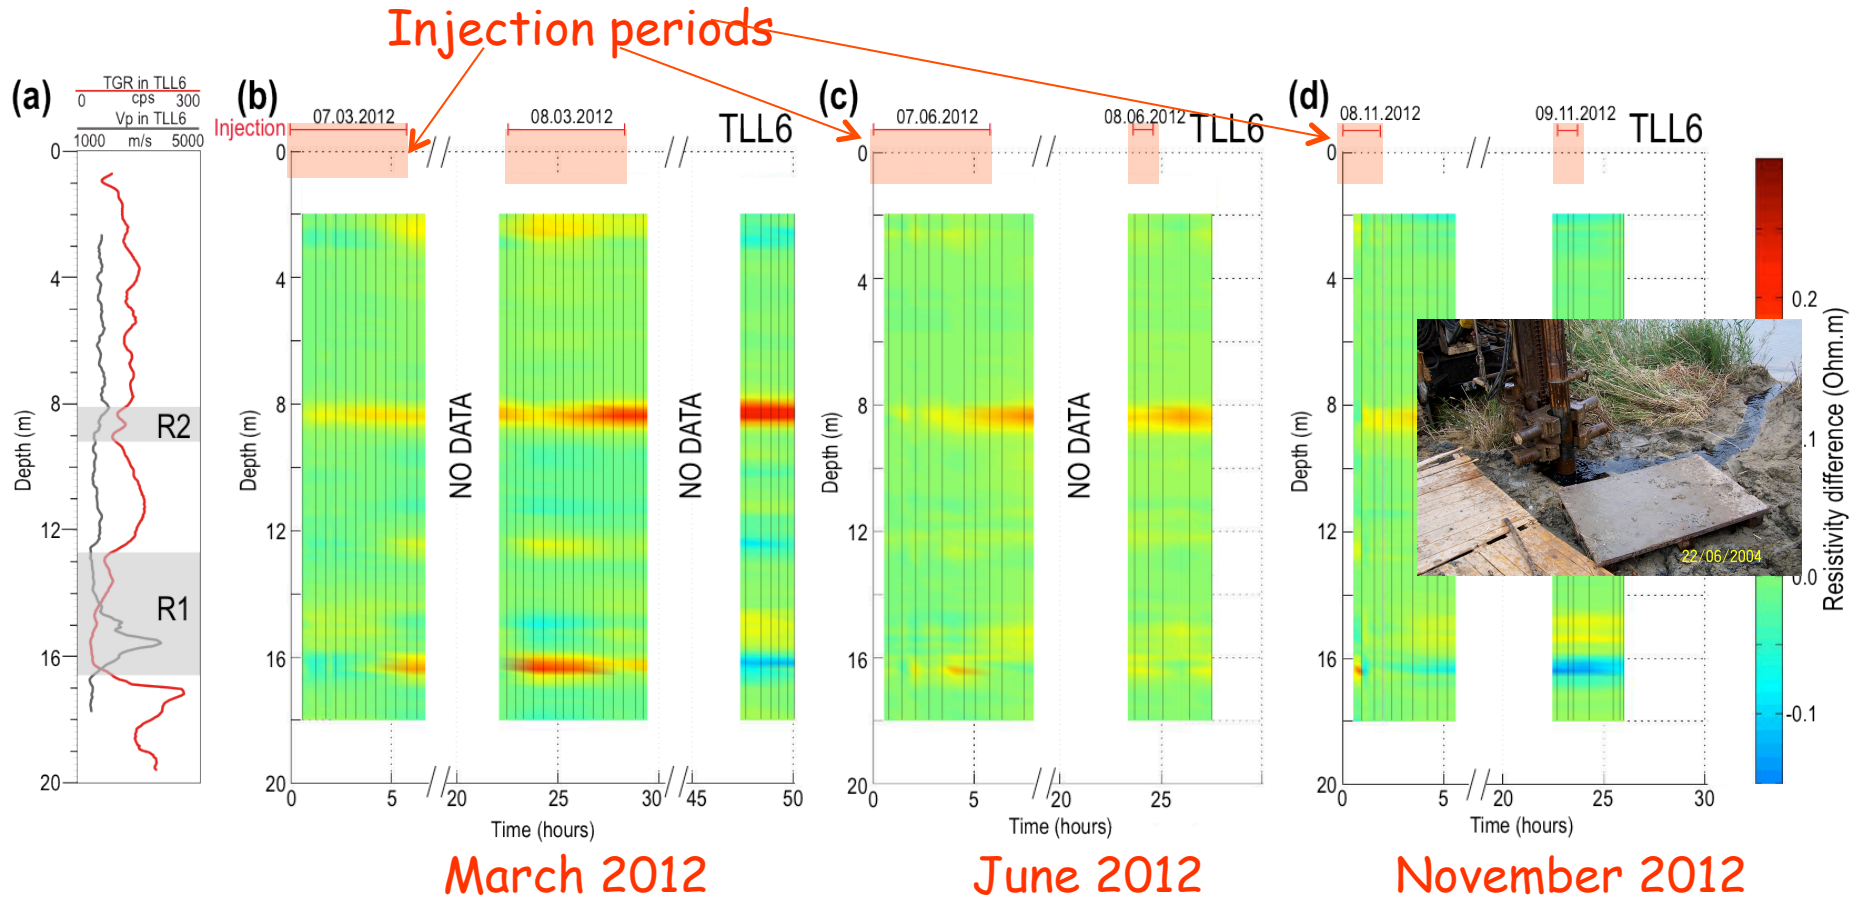 Injection periods
(a)
TGR in TLL6
0 cps 300
Vp in TLL6
1000 m/s 5000
0
4
8
12
16
20
Depth (m)
R2
R1
(b)
Injection
07.03.2012
08.03.2012
TLL6
0
4
8
12
16
20
Depth (m)
NO DATA
NO DATA
0 5 20 25 30 45 50
Time (hours)
March 2012
(c)
07.06.2012
08.06.2012
TLL6
0
4
8
12
16
20
Depth (m)
NO DATA
0 5 20 25
Time (hours)
June 2012
(d)
08.11.2012
09.11.2012
TLL6
0
4
8
12
16
20
Depth (m)
22/06/2004
0 5 20 25 30
Time (hours)
November 2012
0.2
.1
0.0
-0.1
Resistivity difference (Ohm.m)